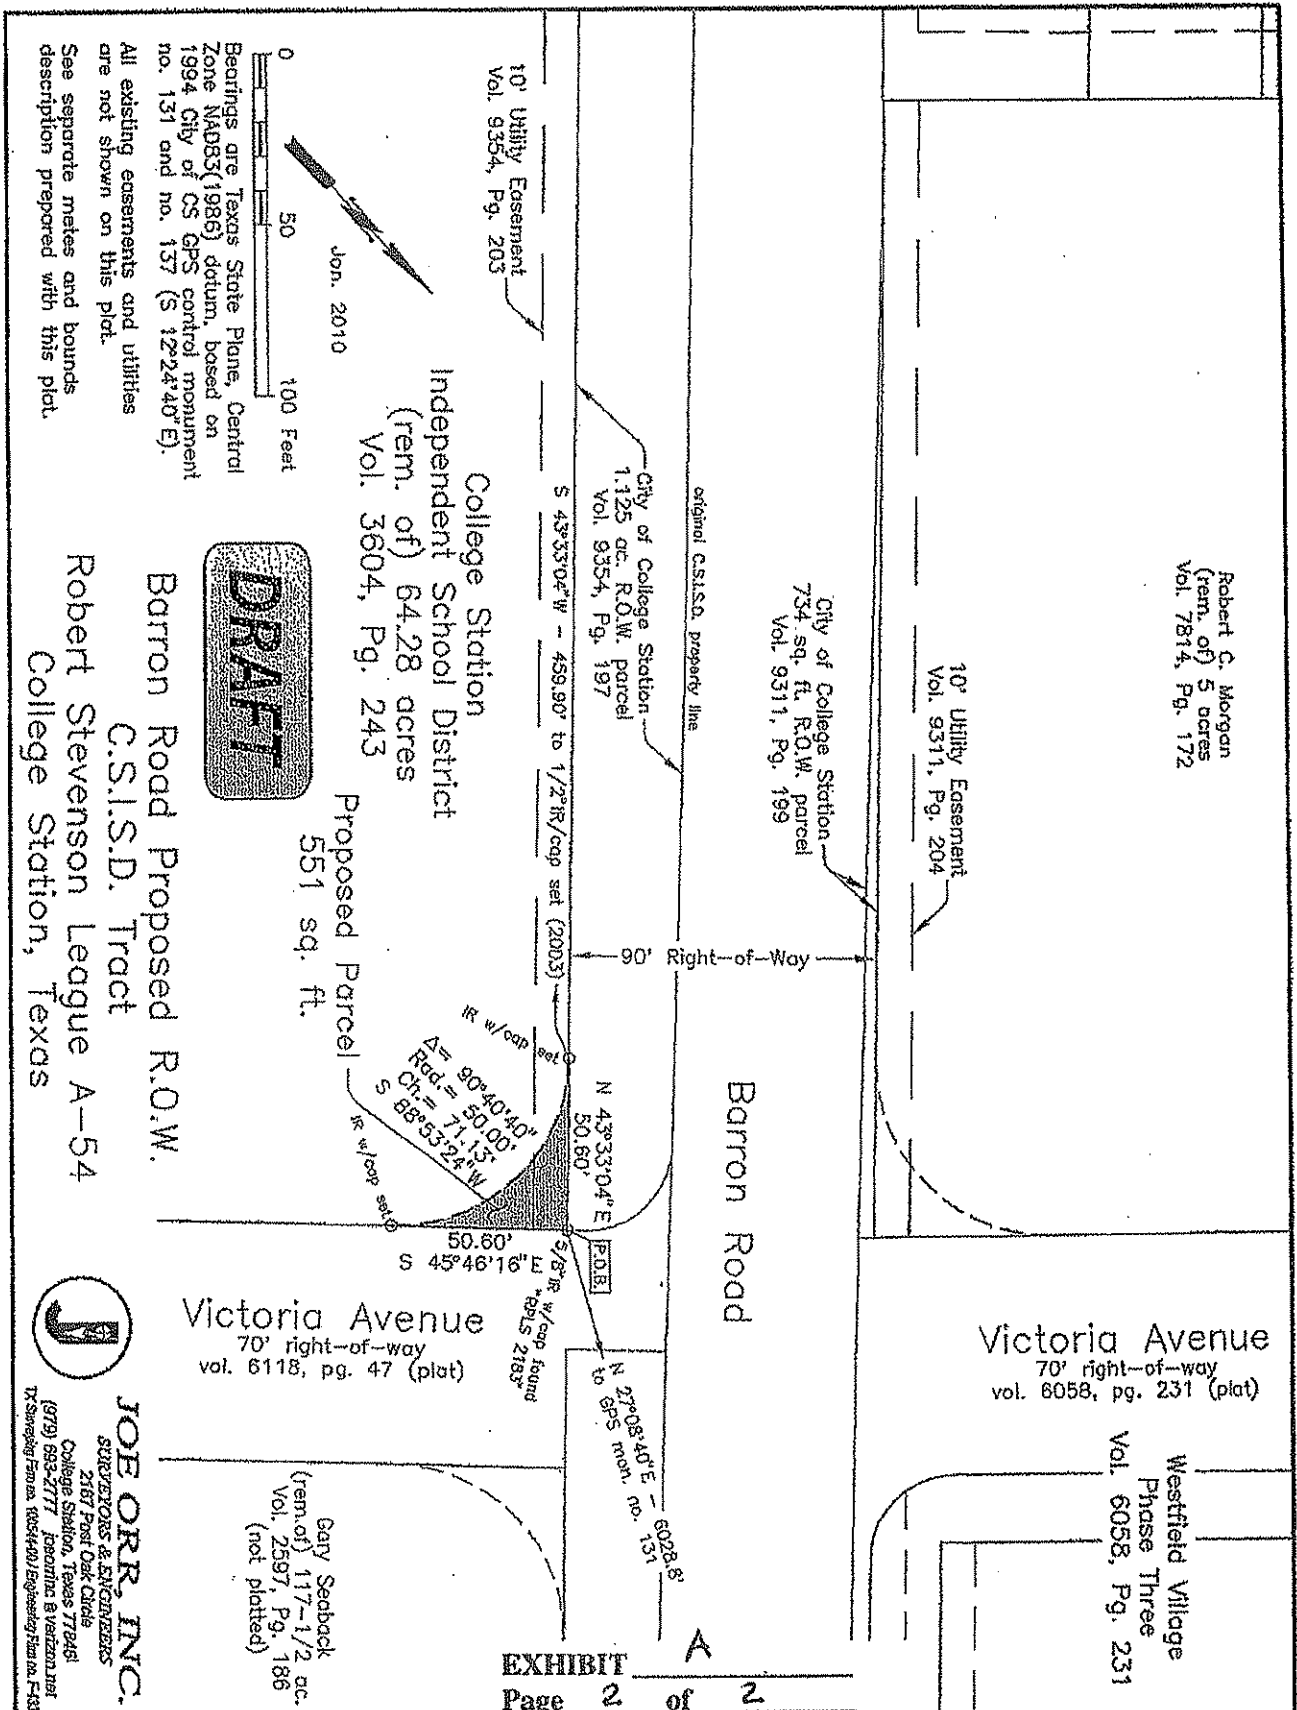 Robert C. Morgan
(rem. of) 5 acres
Vol. 7814, Pg. 172
10' Utility Easement
Vol. 9311, Pg. 204
City of College Station
734 sq. ft. R.O.W. parcel
Vol. 9311, Pg. 199
Victoria Avenue
70' right-of-way
vol. 6058, pg. 231 (plat)
Westfield Village
Phase Three
Vol. 6058, Pg. 231
Barron Road
90' Right-of-Way
original C.S.I.S.D. property line
City of College Station
1.125 ac. R.O.W. parcel
Vol. 9354, Pg. 197
10' Utility Easement
Vol. 9354, Pg. 203
S 43°33'04"W - 459.90' to 1/2"IR/cap set (2003)
N 43°33'04" E
50.60'
P.O.B.
IR w/cap set
Δ= 90°40'40"
Rad.= 50.00'
Ch.= 71.13'
S 88°53'24"W
IR w/cap set
50.60'
S 45°46'16"E
5/8" IR w/cap found
"RPLS 2183"
N 27°08'40"E - 6028.8'
to GPS mon. no. 131
College Station
Independent School District
(rem. of) 64.28 acres
Vol. 3604, Pg. 243
Proposed Parcel
551 sq. ft.
Victoria Avenue
70' right-of-way
vol. 6118, pg. 47 (plat)
Gary Seaback
(rem.of) 117-1/2 ac.
Vol. 2597, Pg. 186
(not platted)
Jan. 2010
0 50 100 Feet
Bearings are Texas State Plane, Central
Zone NAD83(1986) datum, based on
1994 City of CS GPS control monument
no. 131 and no. 137 (S 12°24'40"E).
All existing easements and utilities
are not shown on this plat.
See separate metes and bounds
description prepared with this plat.
DRAFT
Barron Road Proposed R.O.W.
C.S.I.S.D. Tract
Robert Stevenson League A-54
College Station, Texas
J
JOE ORR, INC.
SURVEYORS & ENGINEERS
2167 Post Oak Circle
College Station, Texas 77845
(979) 693-2777 joeorrinc@verizon.net
TX Surveying Firm no.
EXHIBIT A
Page 2 of 2